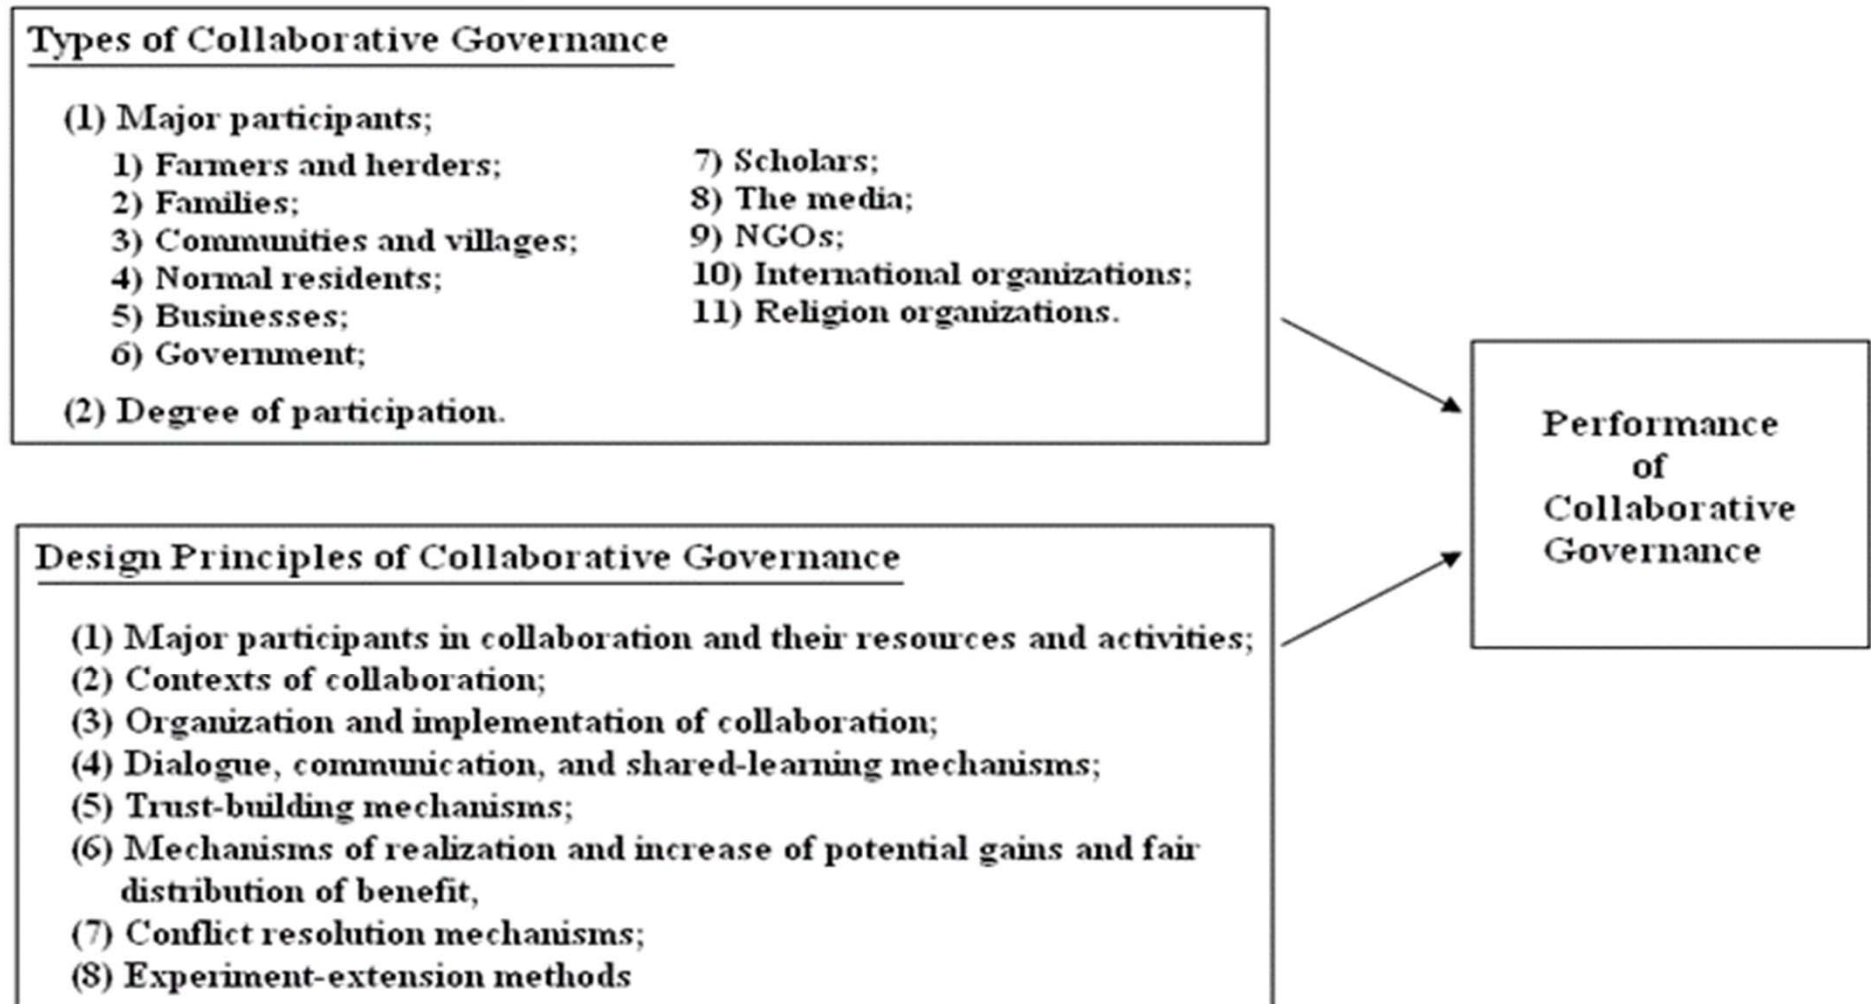 Types of Collaborative Governance
(1) Major participants;
1) Farmers and herders;
2) Families;
3) Communities and villages;
4) Normal residents;
5) Businesses;
6) Government;
7) Scholars;
8) The media;
9) NGOs;
10) International organizations;
11) Religion organizations.
(2) Degree of participation.
Design Principles of Collaborative Governance
(1) Major participants in collaboration and their resources and activities;
(2) Contexts of collaboration;
(3) Organization and implementation of collaboration;
(4) Dialogue, communication, and shared-learning mechanisms;
(5) Trust-building mechanisms;
(6) Mechanisms of realization and increase of potential gains and fair
distribution of benefit,
(7) Conflict resolution mechanisms;
(8) Experiment-extension methods
Performance
of
Collaborative
Governance